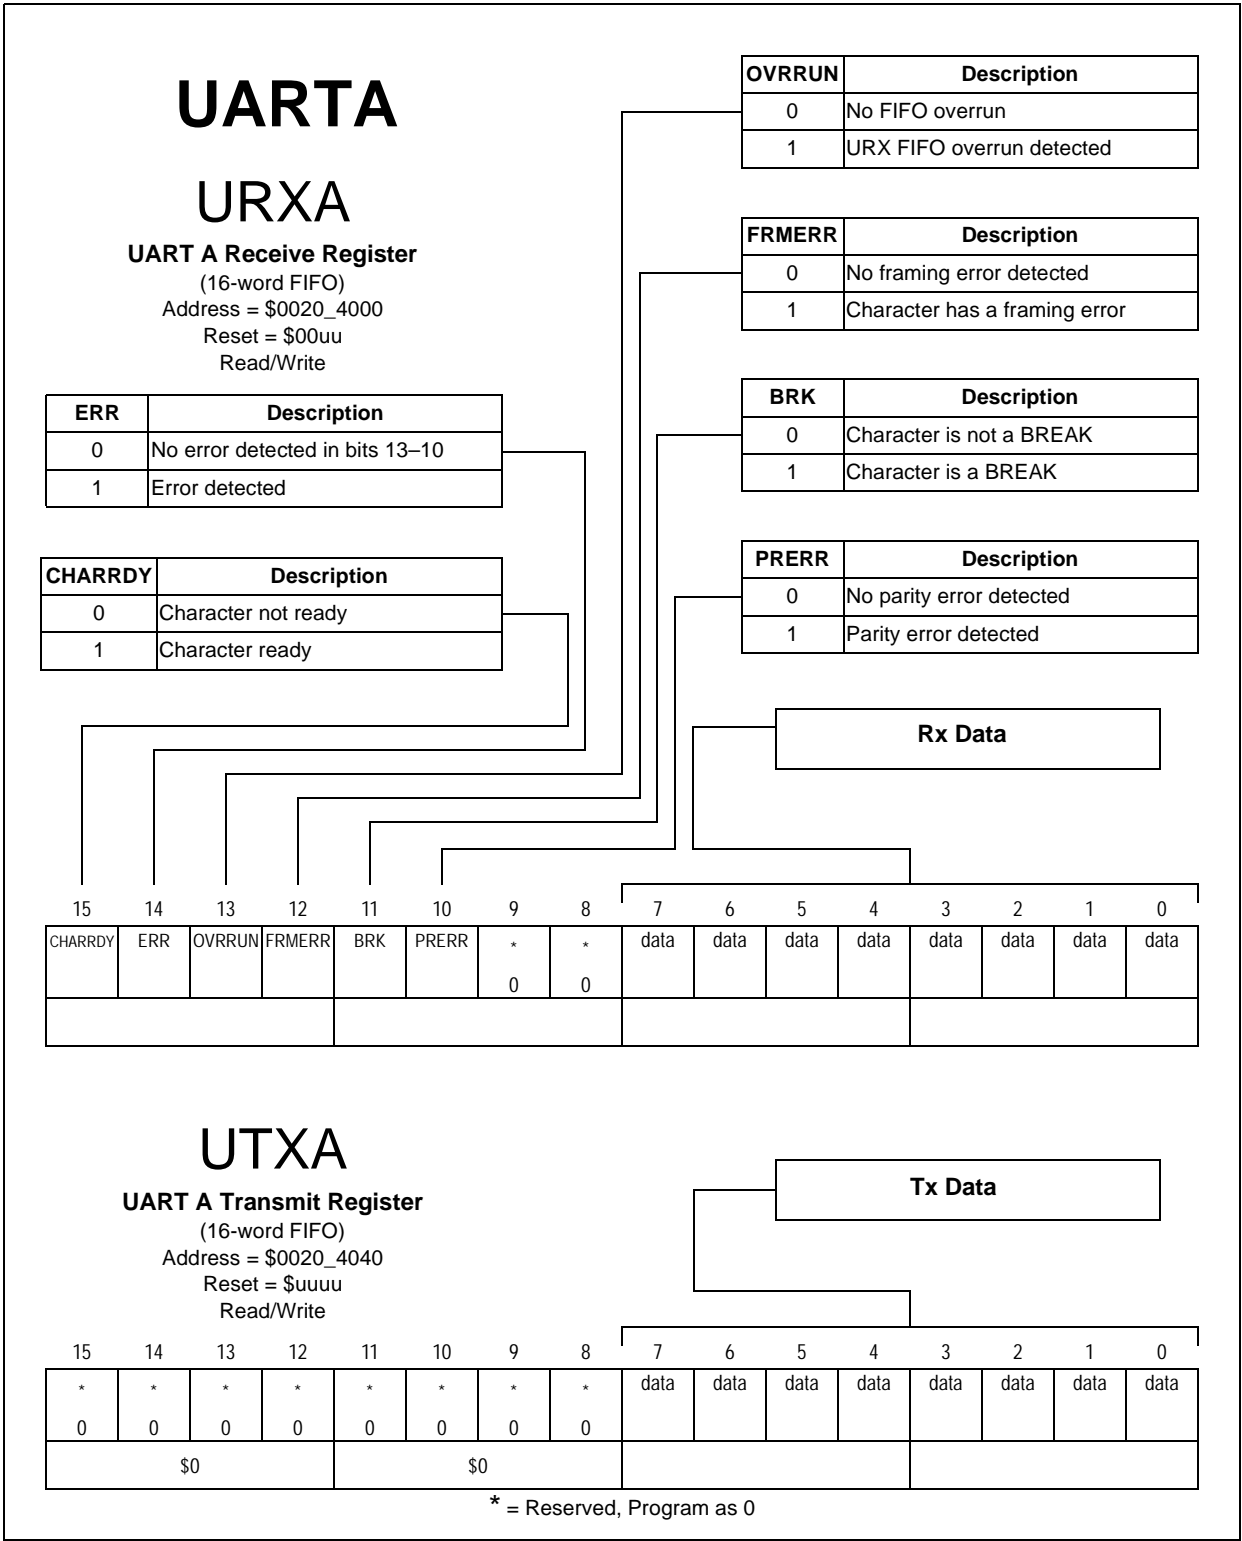 UARTA
URXA
UART A Receive Register
(16-word FIFO)
Address = $0020_4000
Reset = $00uu
Read/Write
ERR Description
0 No error detected in bits 13–10
1 Error detected
CHARRDY Description
0 Character not ready
1 Character ready
OVRRUN Description
0 No FIFO overrun
1 URX FIFO overrun detected
FRMERR Description
0 No framing error detected
1 Character has a framing error
BRK Description
0 Character is not a BREAK
1 Character is a BREAK
PRERR Description
0 No parity error detected
1 Parity error detected
Rx Data
15 14 13 12 11 10 9 8 7 6 5 4 3 2 1 0
CHARRDY ERR OVRRUN FRMERR BRK PRERR * * data data data data data data data data
0 0
UTXA
UART A Transmit Register
(16-word FIFO)
Address = $0020_4040
Reset = $uuuu
Read/Write
Tx Data
15 14 13 12 11 10 9 8 7 6 5 4 3 2 1 0
* * * * * * * * data data data data data data data data
0 0 0 0 0 0 0 0
$0 $0
* = Reserved, Program as 0